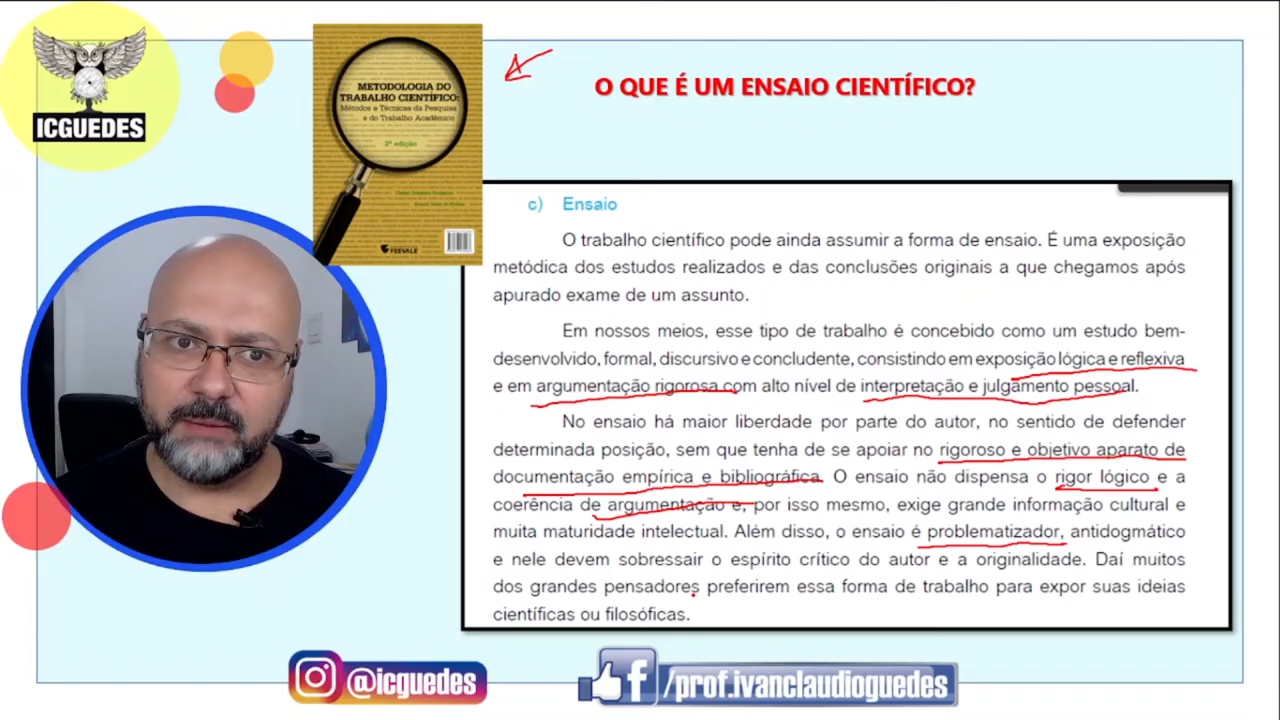 ICGUEDES
METODOLOGIA DO
TRABALHO CIENTÍFICO:
Métodos e Técnicas da Pesquisa
e do Trabalho Acadêmico
2ª edição
FEEVALE
O QUE É UM ENSAIO CIENTÍFICO?
c) Ensaio
O trabalho científico pode ainda assumir a forma de ensaio. É uma exposição
metódica dos estudos realizados e das conclusões originais a que chegamos após
apurado exame de um assunto.
Em nossos meios, esse tipo de trabalho é concebido como um estudo bem-
desenvolvido, formal, discursivo e concludente, consistindo em exposição lógica e reflexiva
e em argumentação rigorosa com alto nível de interpretação e julgamento pessoal.
No ensaio há maior liberdade por parte do autor, no sentido de defender
determinada posição, sem que tenha de se apoiar no rigoroso e objetivo aparato de
documentação empírica e bibliográfica. O ensaio não dispensa o rigor lógico e a
coerência de argumentação e, por isso mesmo, exige grande informação cultural e
muita maturidade intelectual. Além disso, o ensaio é problematizador, antidogmático
e nele devem sobressair o espírito crítico do autor e a originalidade. Daí muitos
dos grandes pensadores preferirem essa forma de trabalho para expor suas ideias
científicas ou filosóficas.
@icguedes
f /prof.ivanclaudioguedes